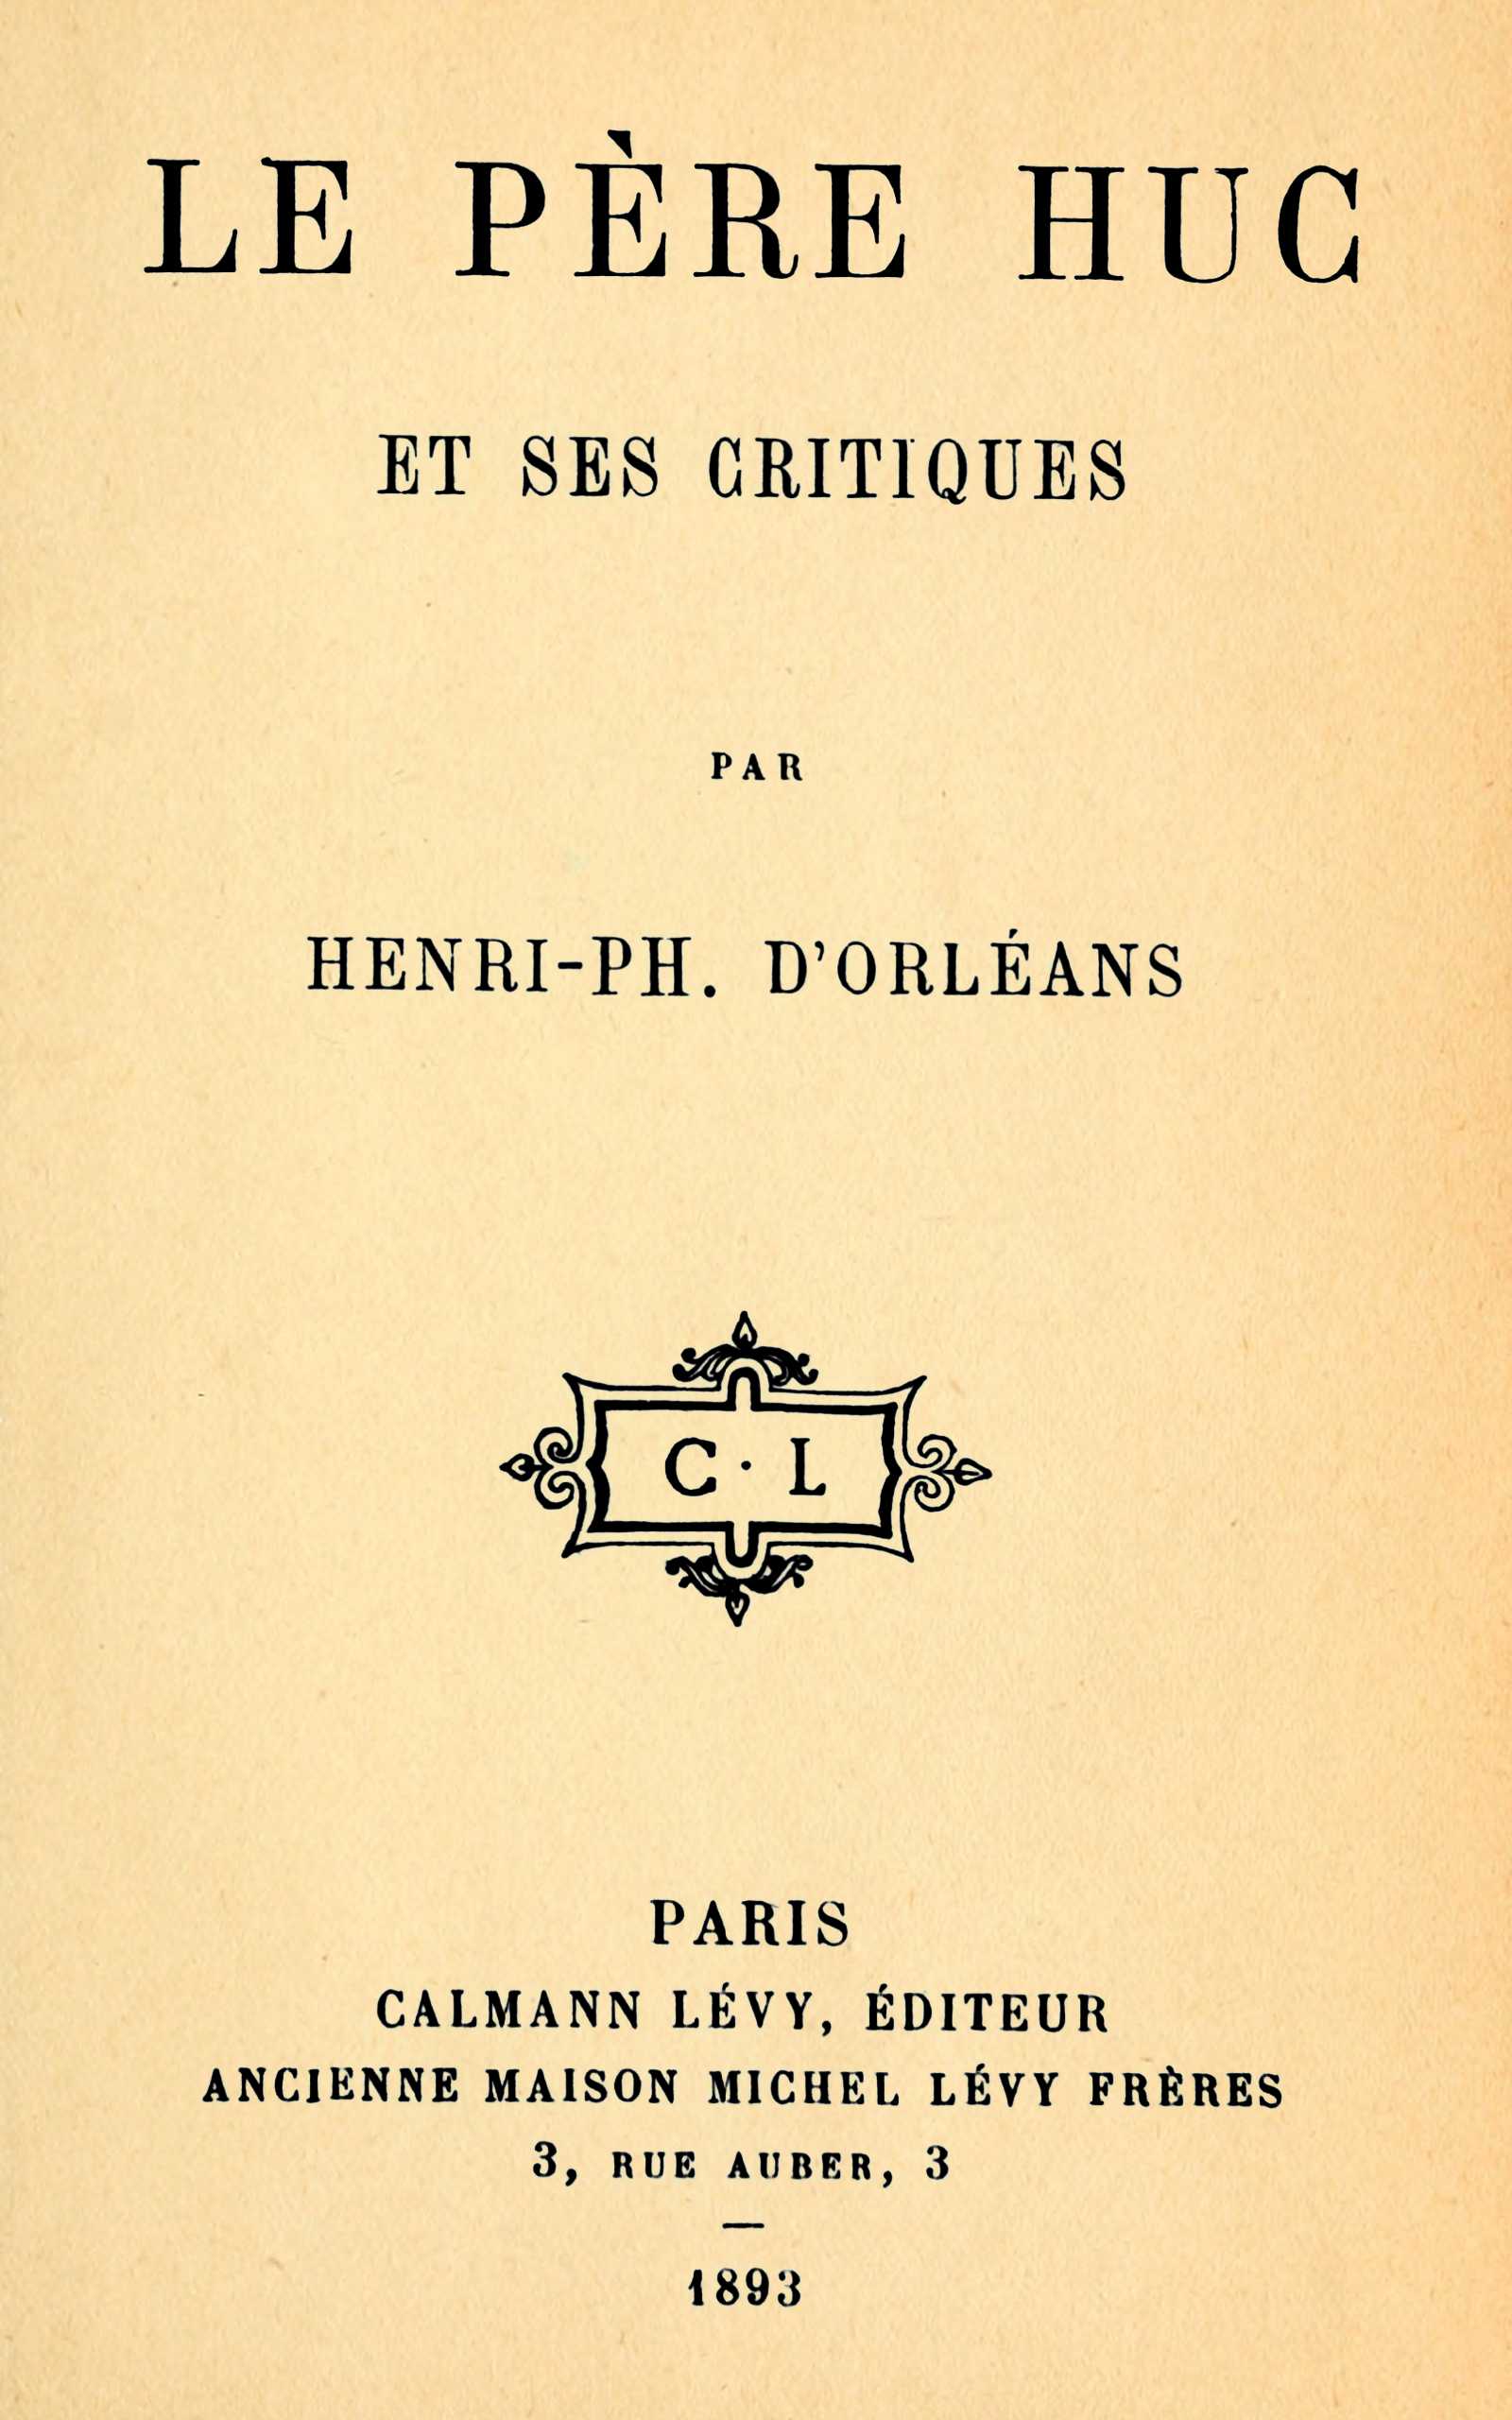 LE PÈRE HUC
ET SES CRITIQUES
PAR
HENRI-PH. D'ORLÉANS
C · L
PARIS
CALMANN LÉVY, ÉDITEUR
ANCIENNE MAISON MICHEL LÉVY FRÈRES
3, RUE AUBER, 3
1893